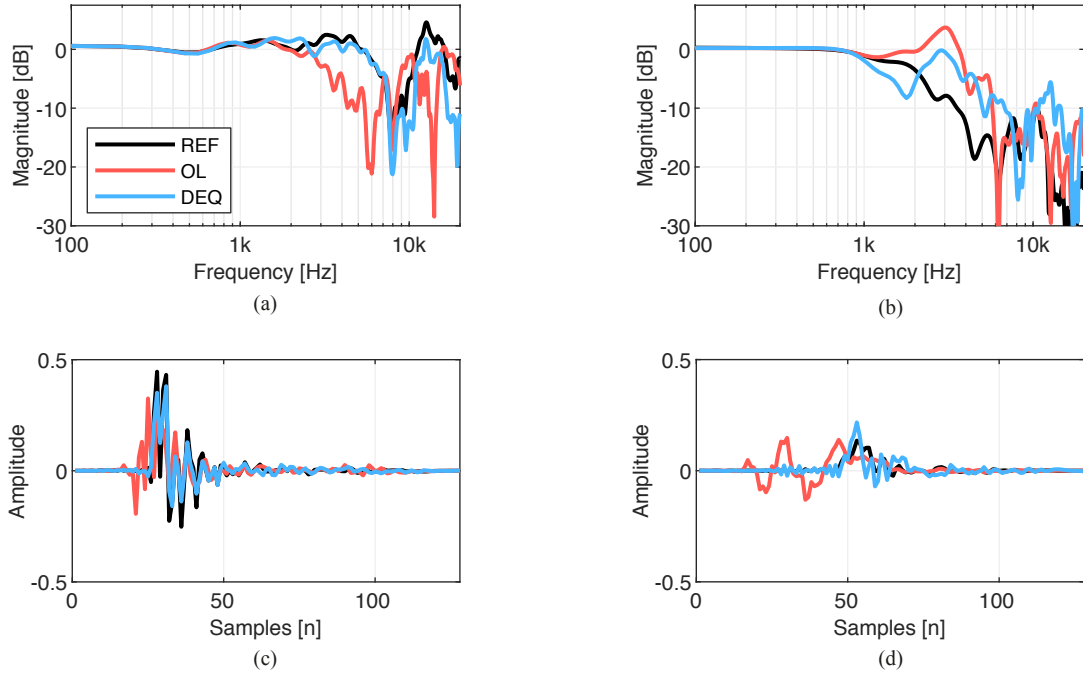 0
-10
-20
-30
Magnitude [dB]
REF
OL
DEQ
100
1k
10k
Frequency [Hz]
(a)
0
-10
-20
-30
Magnitude [dB]
100
1k
10k
Frequency [Hz]
(b)
0.5
0
-0.5
Amplitude
0
50
100
Samples [n]
(c)
0.5
0
-0.5
Amplitude
0
50
100
Samples [n]
(d)